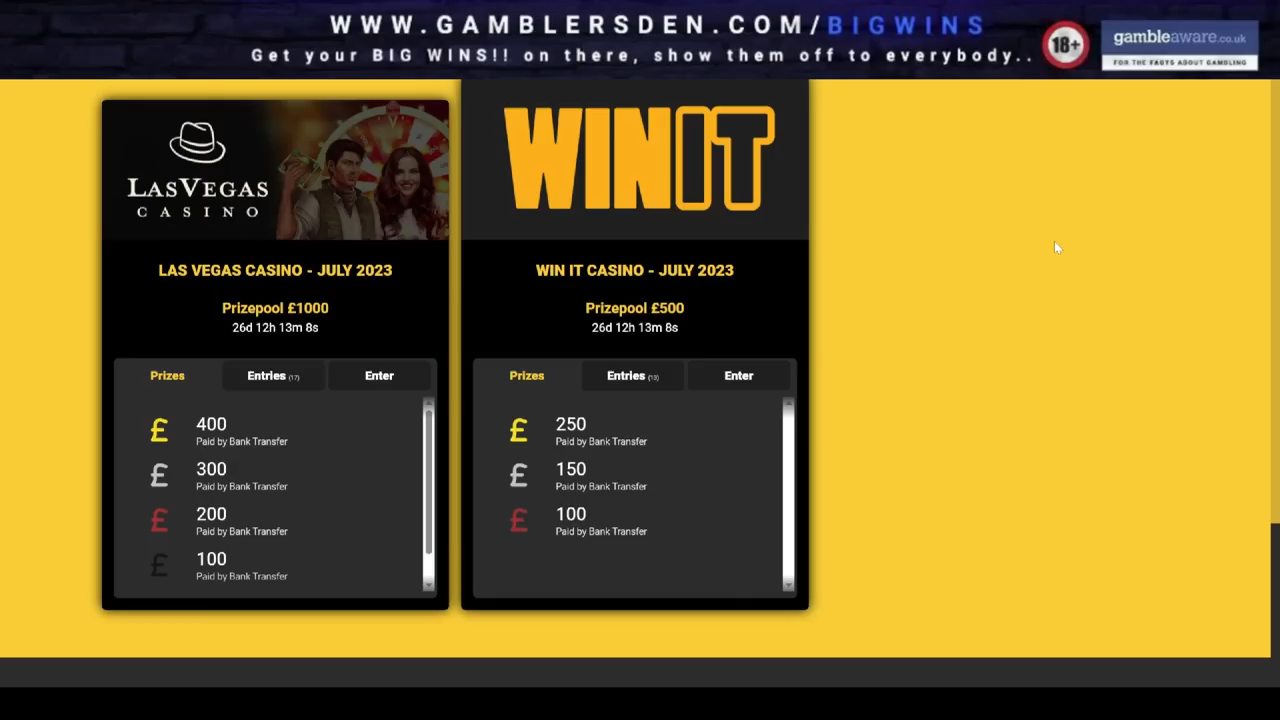 WWW.GAMBLERSDEN.COM/BIGWINS
Get your BIG WINS!! on there, show them off to everybody..
18+
gambleaware.co.uk
FOR THE FACTS ABOUT GAMBLING
LASVEGAS
CASINO
LAS VEGAS CASINO - JULY 2023
Prizepool £1000
26d 12h 13m 8s
Prizes Entries (17) Enter
£ 400
Paid by Bank Transfer
£ 300
Paid by Bank Transfer
£ 200
Paid by Bank Transfer
£ 100
Paid by Bank Transfer
WINIT
WIN IT CASINO - JULY 2023
Prizepool £500
26d 12h 13m 8s
Prizes Entries (13) Enter
£ 250
Paid by Bank Transfer
£ 150
Paid by Bank Transfer
£ 100
Paid by Bank Transfer